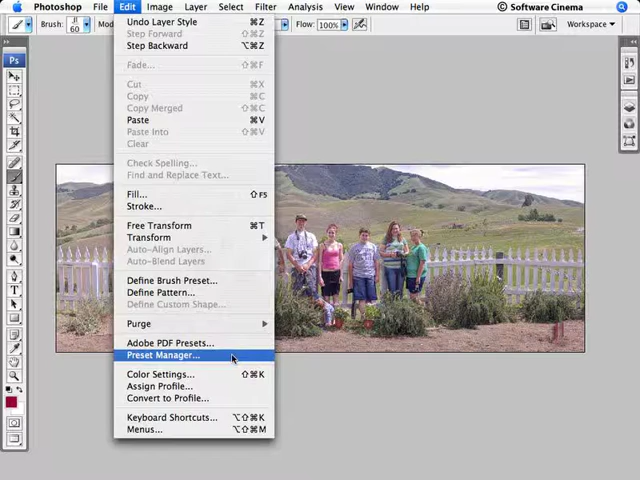 Photoshop File Edit Image Layer Select Filter Analysis View © Software Cinema
Brush: 60 Flow: 100% Workspace
Ps
Undo Layer Style ⌘Z
Step Forward ⇧⌘Z
Step Backward ⌥⌘Z
Fade... ⇧⌘F
Cut ⌘X
Copy ⌘C
Copy Merged ⇧⌘C
Paste ⌘V
Paste Into ⇧⌘V
Clear
Check Spelling...
Find and Replace Text...
Fill... ⇧F5
Stroke...
Free Transform ⌘T
Transform
Auto-Align Layers...
Auto-Blend Layers
Define Brush Preset...
Define Pattern...
Define Custom Shape...
Purge
Adobe PDF Presets...
Preset Manager...
Color Settings... ⇧⌘K
Assign Profile...
Convert to Profile...
Keyboard Shortcuts... ⌥⇧⌘K
Menus... ⌥⇧⌘M